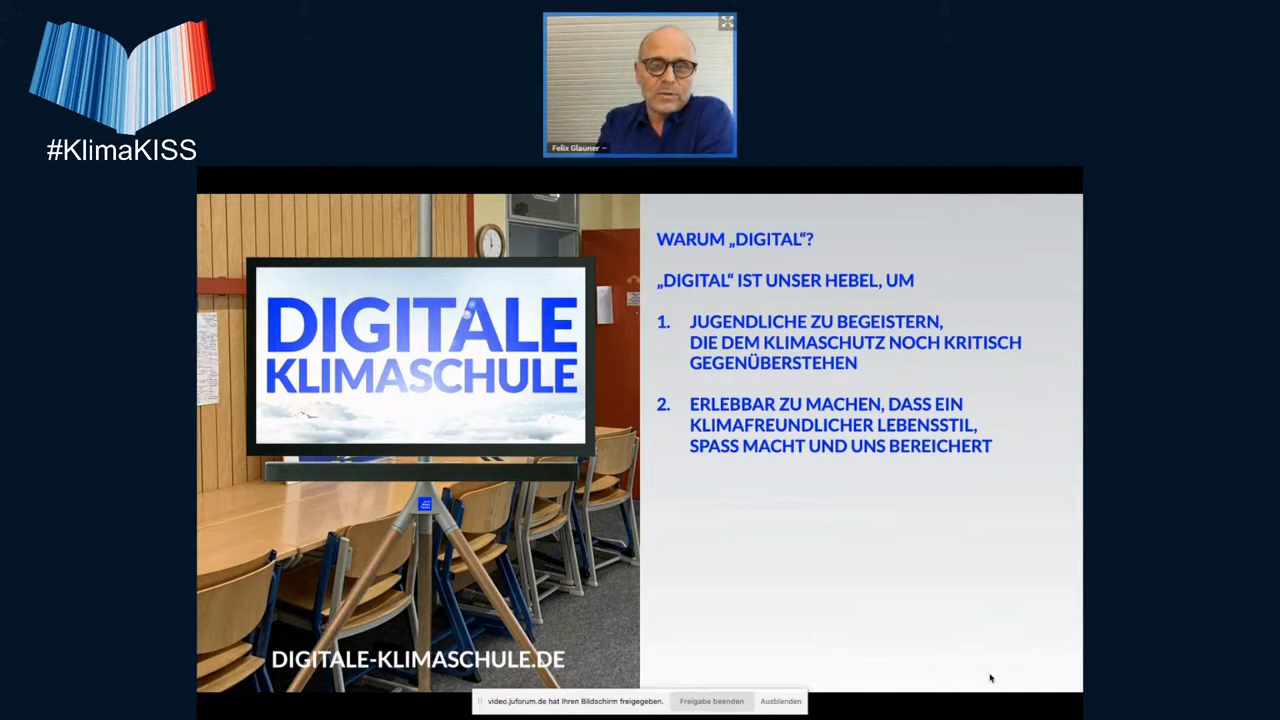 #KlimaKISS
Felix Glauner
DIGITALE
KLIMASCHULE
DIGITALE-KLIMASCHULE.DE
WARUM „DIGITAL“?
„DIGITAL“ IST UNSER HEBEL, UM
1. JUGENDLICHE ZU BEGEISTERN,
DIE DEM KLIMASCHUTZ NOCH KRITISCH
GEGENÜBERSTEHEN
2. ERLEBBAR ZU MACHEN, DASS EIN
KLIMAFREUNDLICHER LEBENSSTIL,
SPASS MACHT UND UNS BEREICHERT
video.juforum.de hat Ihren Bildschirm freigegeben. Freigabe beenden Ausblenden